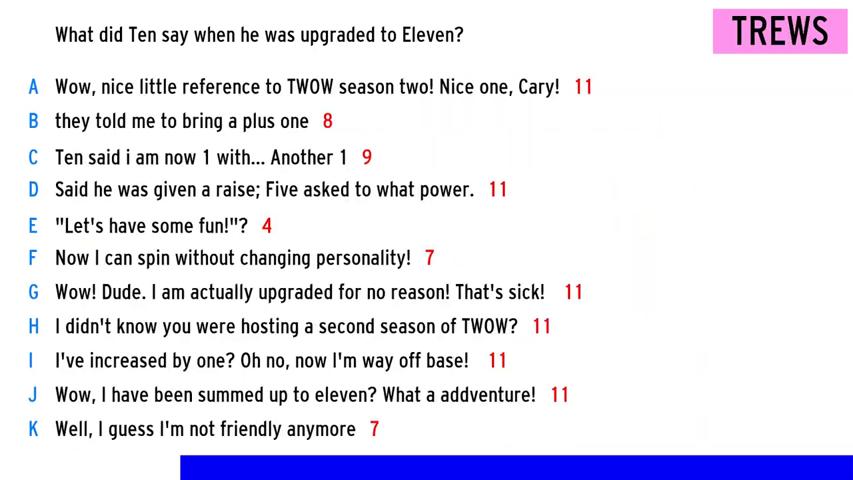 What did Ten say when he was upgraded to Eleven?
TREWS
A Wow, nice little reference to TWOW season two! Nice one, Cary! 11
B they told me to bring a plus one 8
C Ten said i am now 1 with... Another 1 9
D Said he was given a raise; Five asked to what power. 11
E "Let's have some fun!"? 4
F Now I can spin without changing personality! 7
G Wow! Dude. I am actually upgraded for no reason! That's sick! 11
H I didn't know you were hosting a second season of TWOW? 11
I I've increased by one? Oh no, now I'm way off base! 11
J Wow, I have been summed up to eleven? What a addventure! 11
K Well, I guess I'm not friendly anymore 7